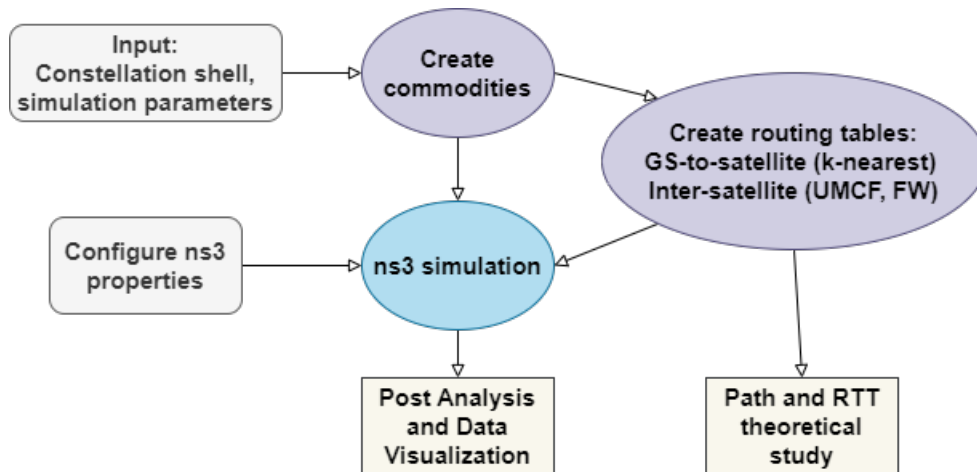 Input:
Constellation shell,
simulation parameters
Create
commodities
Create routing tables:
GS-to-satellite (k-nearest)
Inter-satellite (UMCF, FW)
Configure ns3
properties
ns3 simulation
Post Analysis
and Data
Visualization
Path and RTT
theoretical
study